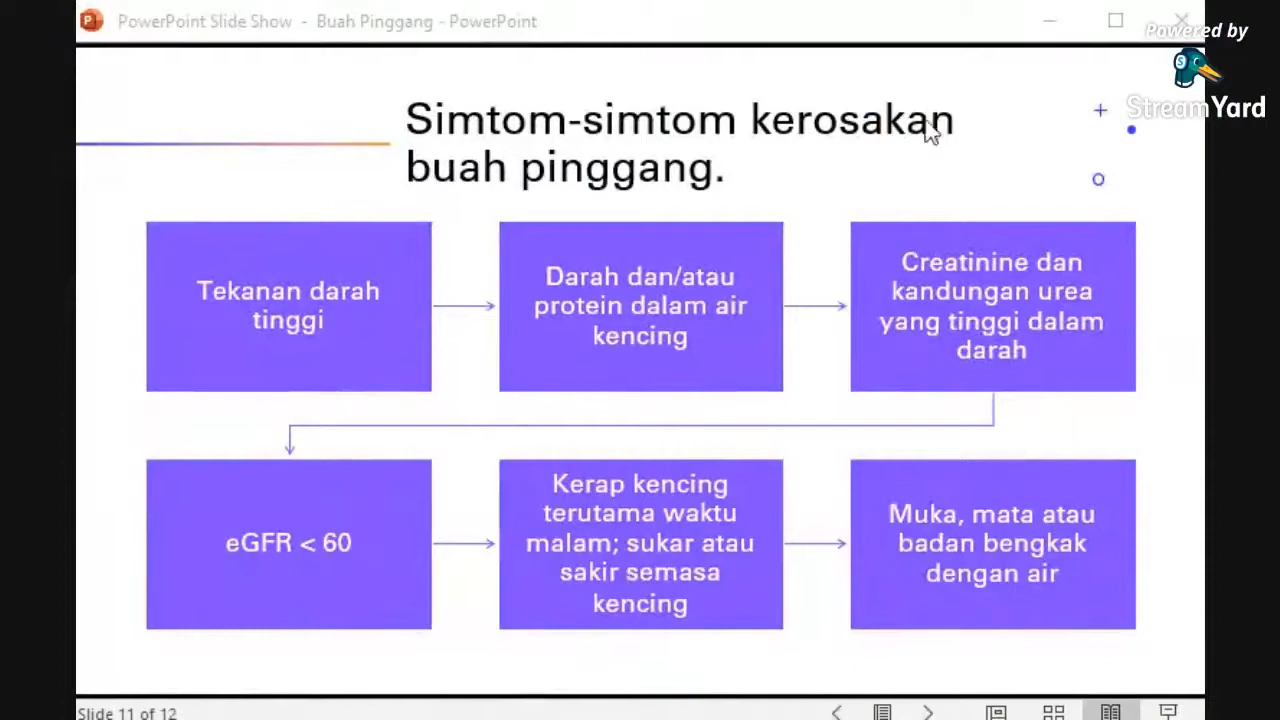 PowerPoint Slide Show - Buah Pinggang - PowerPoint
Powered by
StreamYard
Simtom-simtom kerosakan
buah pinggang.
Tekanan darah
tinggi
Darah dan/atau
protein dalam air
kencing
Creatinine dan
kandungan urea
yang tinggi dalam
darah
eGFR < 60
Kerap kencing
terutama waktu
malam; sukar atau
sakir semasa
kencing
Muka, mata atau
badan bengkak
dengan air
Slide 11 of 12